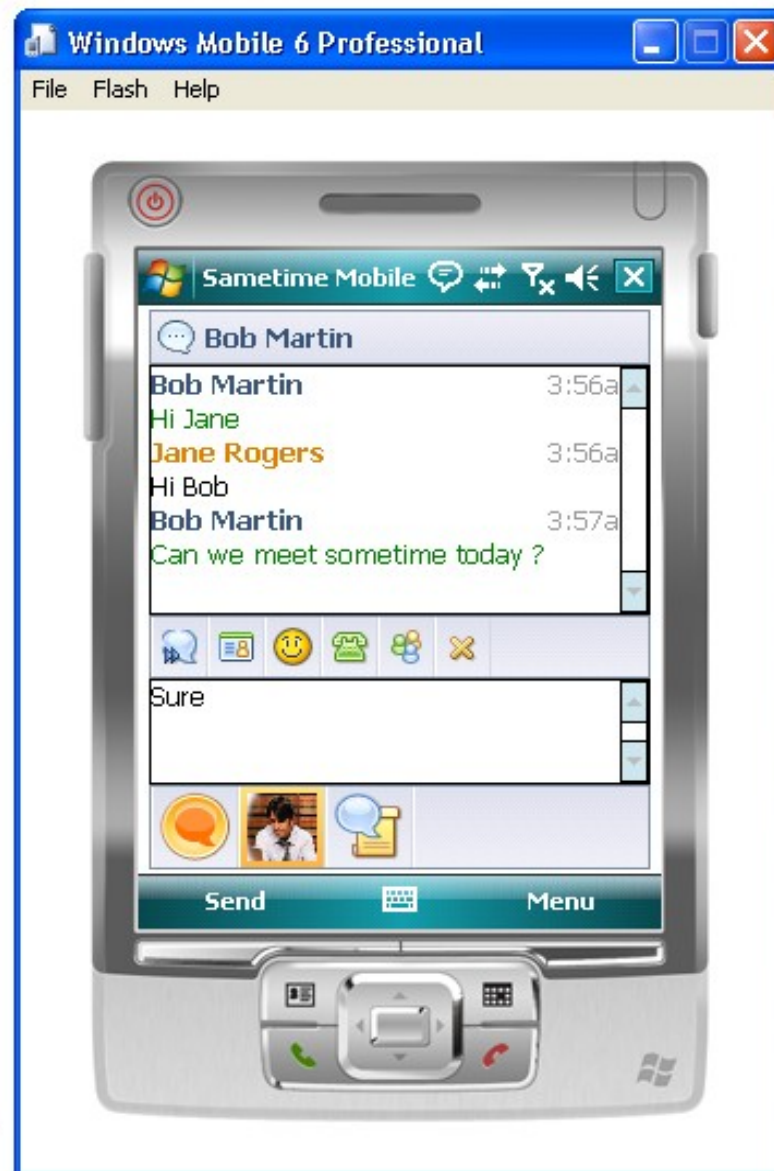 Windows Mobile 6 Professional
File Flash Help
Sametime Mobile
Bob Martin
Bob Martin 3:56a
Hi Jane
Jane Rogers 3:56a
Hi Bob
Bob Martin 3:57a
Can we meet sometime today ?
Sure
Send Menu